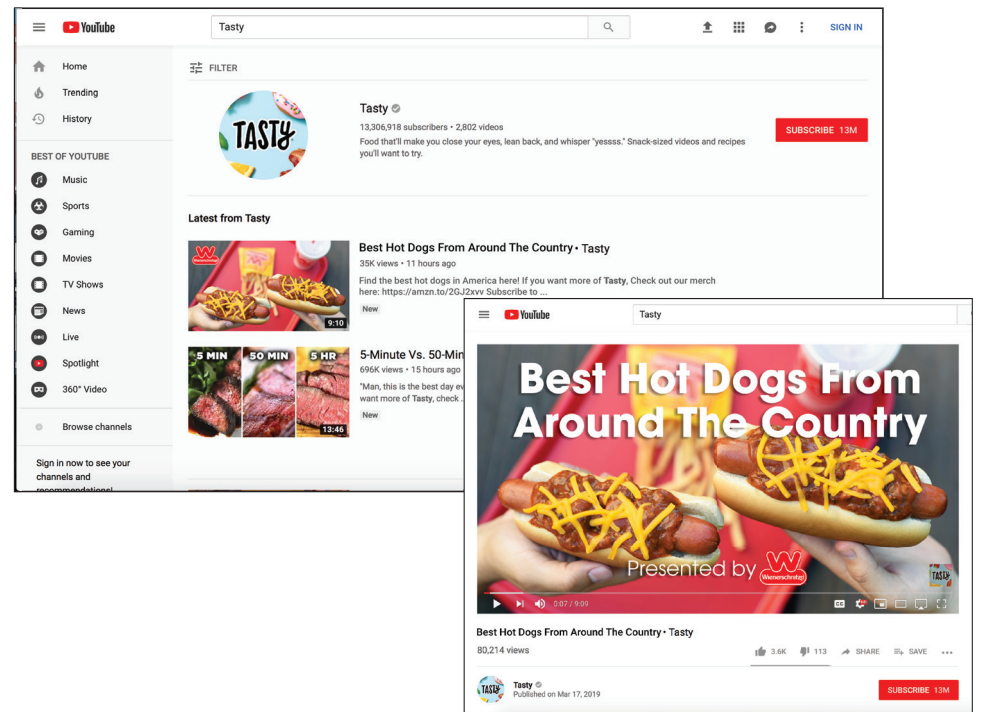 YouTube
Tasty
SIGN IN
Home
Trending
History
BEST OF YOUTUBE
Music
Sports
Gaming
Movies
TV Shows
News
Live
Spotlight
360° Video
Browse channels
Sign in now to see your
channels and
recommendations!
FILTER
TASTY
Tasty
13,306,918 subscribers • 2,802 videos
Food that'll make you close your eyes, lean back, and whisper "yessss." Snack-sized videos and recipes
you'll want to try.
SUBSCRIBE 13M
Latest from Tasty
W
Wienerschnitzel
9:10
Best Hot Dogs From Around The Country • Tasty
35K views • 11 hours ago
Find the best hot dogs in America here! If you want more of Tasty, Check out our merch
here: https://amzn.to/2GJ2xvv Subscribe to ...
New
5 MIN 50 MIN 5 HR
13:46
5-Minute Vs. 50-Min
696K views • 15 hours ago
"Man, this is the best day ev
want more of Tasty, check .
New
YouTube
Tasty
Best Hot Dogs From
Around The Country
Presented by
W
Wienerschnitzel
TASTY
0:07 / 9:09
CC
Best Hot Dogs From Around The Country • Tasty
80,214 views
3.6K 113 SHARE SAVE
TASTY
Tasty
Published on Mar 17, 2019
SUBSCRIBE 13M